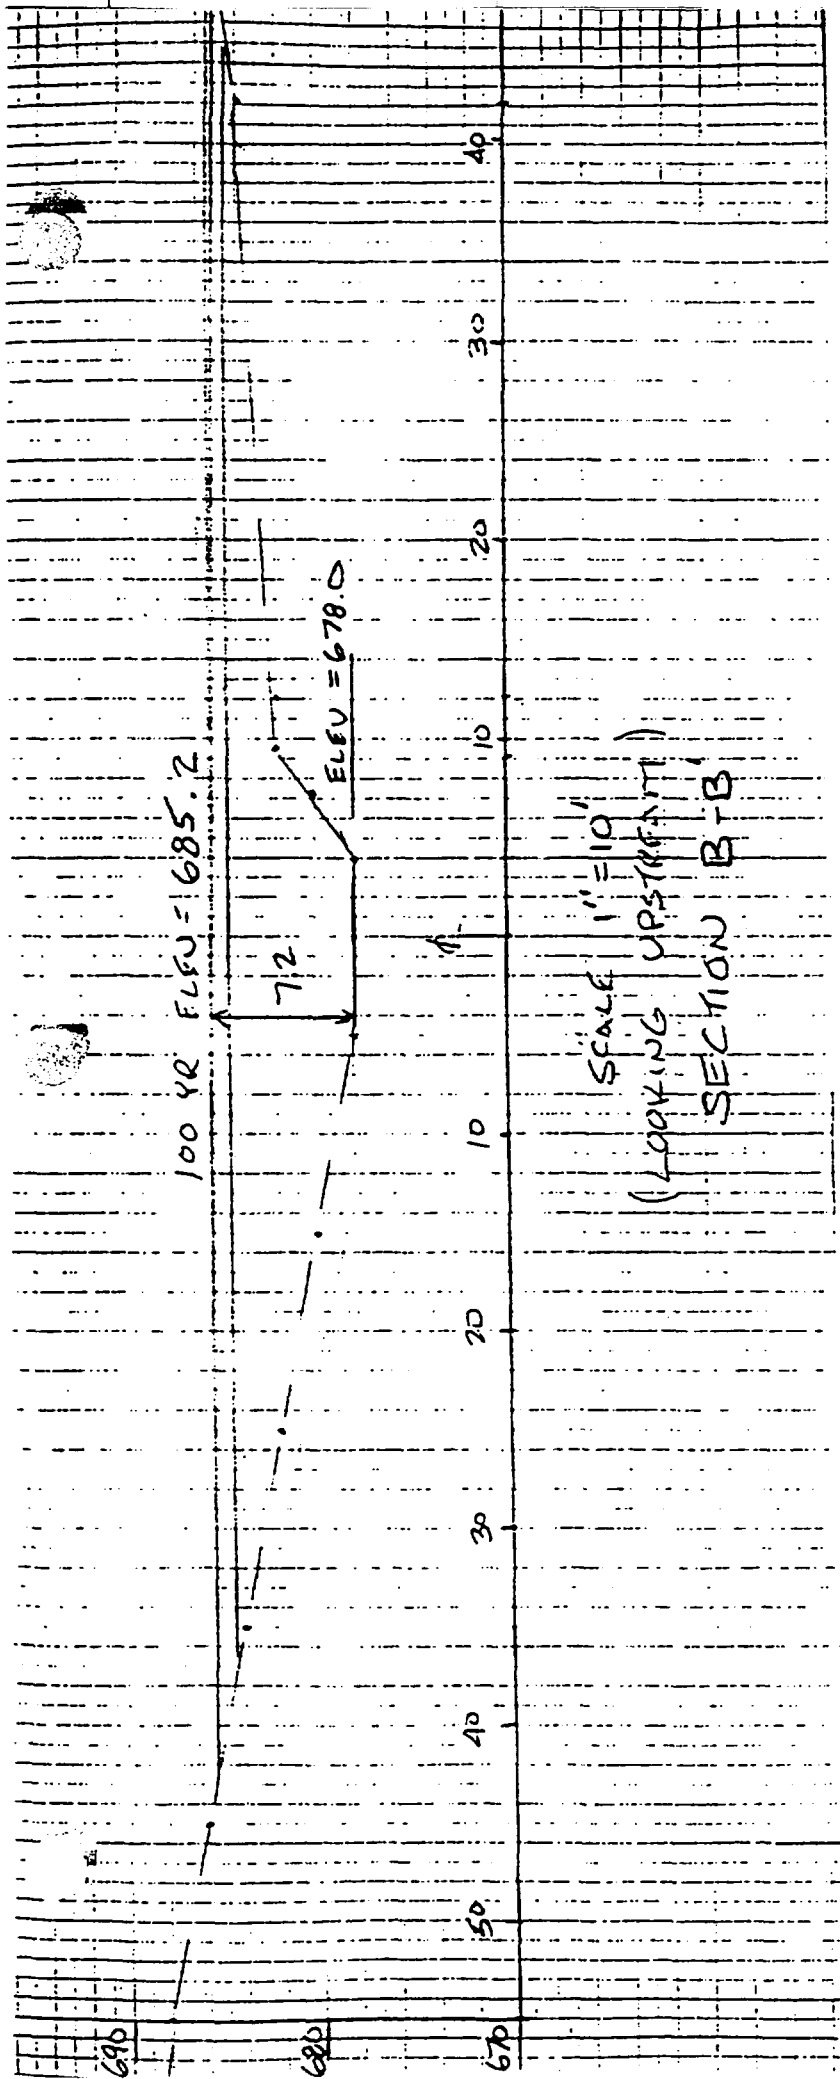 100 YR ELEV = 685.2
7.2
ELEV = 678.0
690
680
670
50
40
30
20
10
10
20
30
40
SCALE 1" = 10'
(LOOKING UPSTREAM)
SECTION B-B'